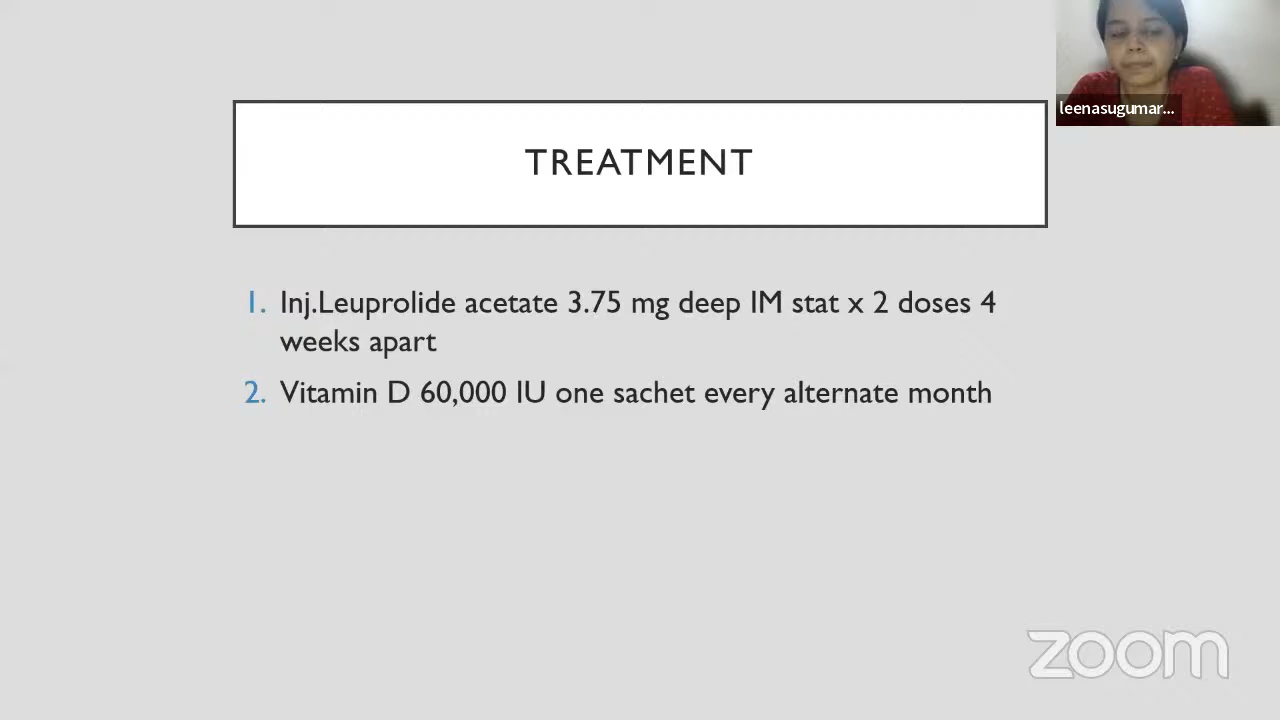 leenasugumar...
TREATMENT
1. Inj.Leuprolide acetate 3.75 mg deep IM stat x 2 doses 4
weeks apart
2. Vitamin D 60,000 IU one sachet every alternate month
zoom